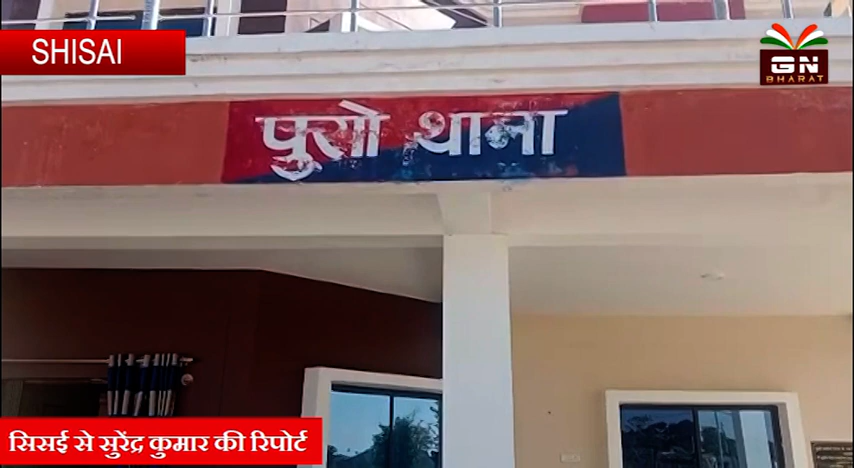 SHISAI
GN
BHARAT
पुसो थाना
सिसई से सुरेंद्र कुमार की रिपोर्ट